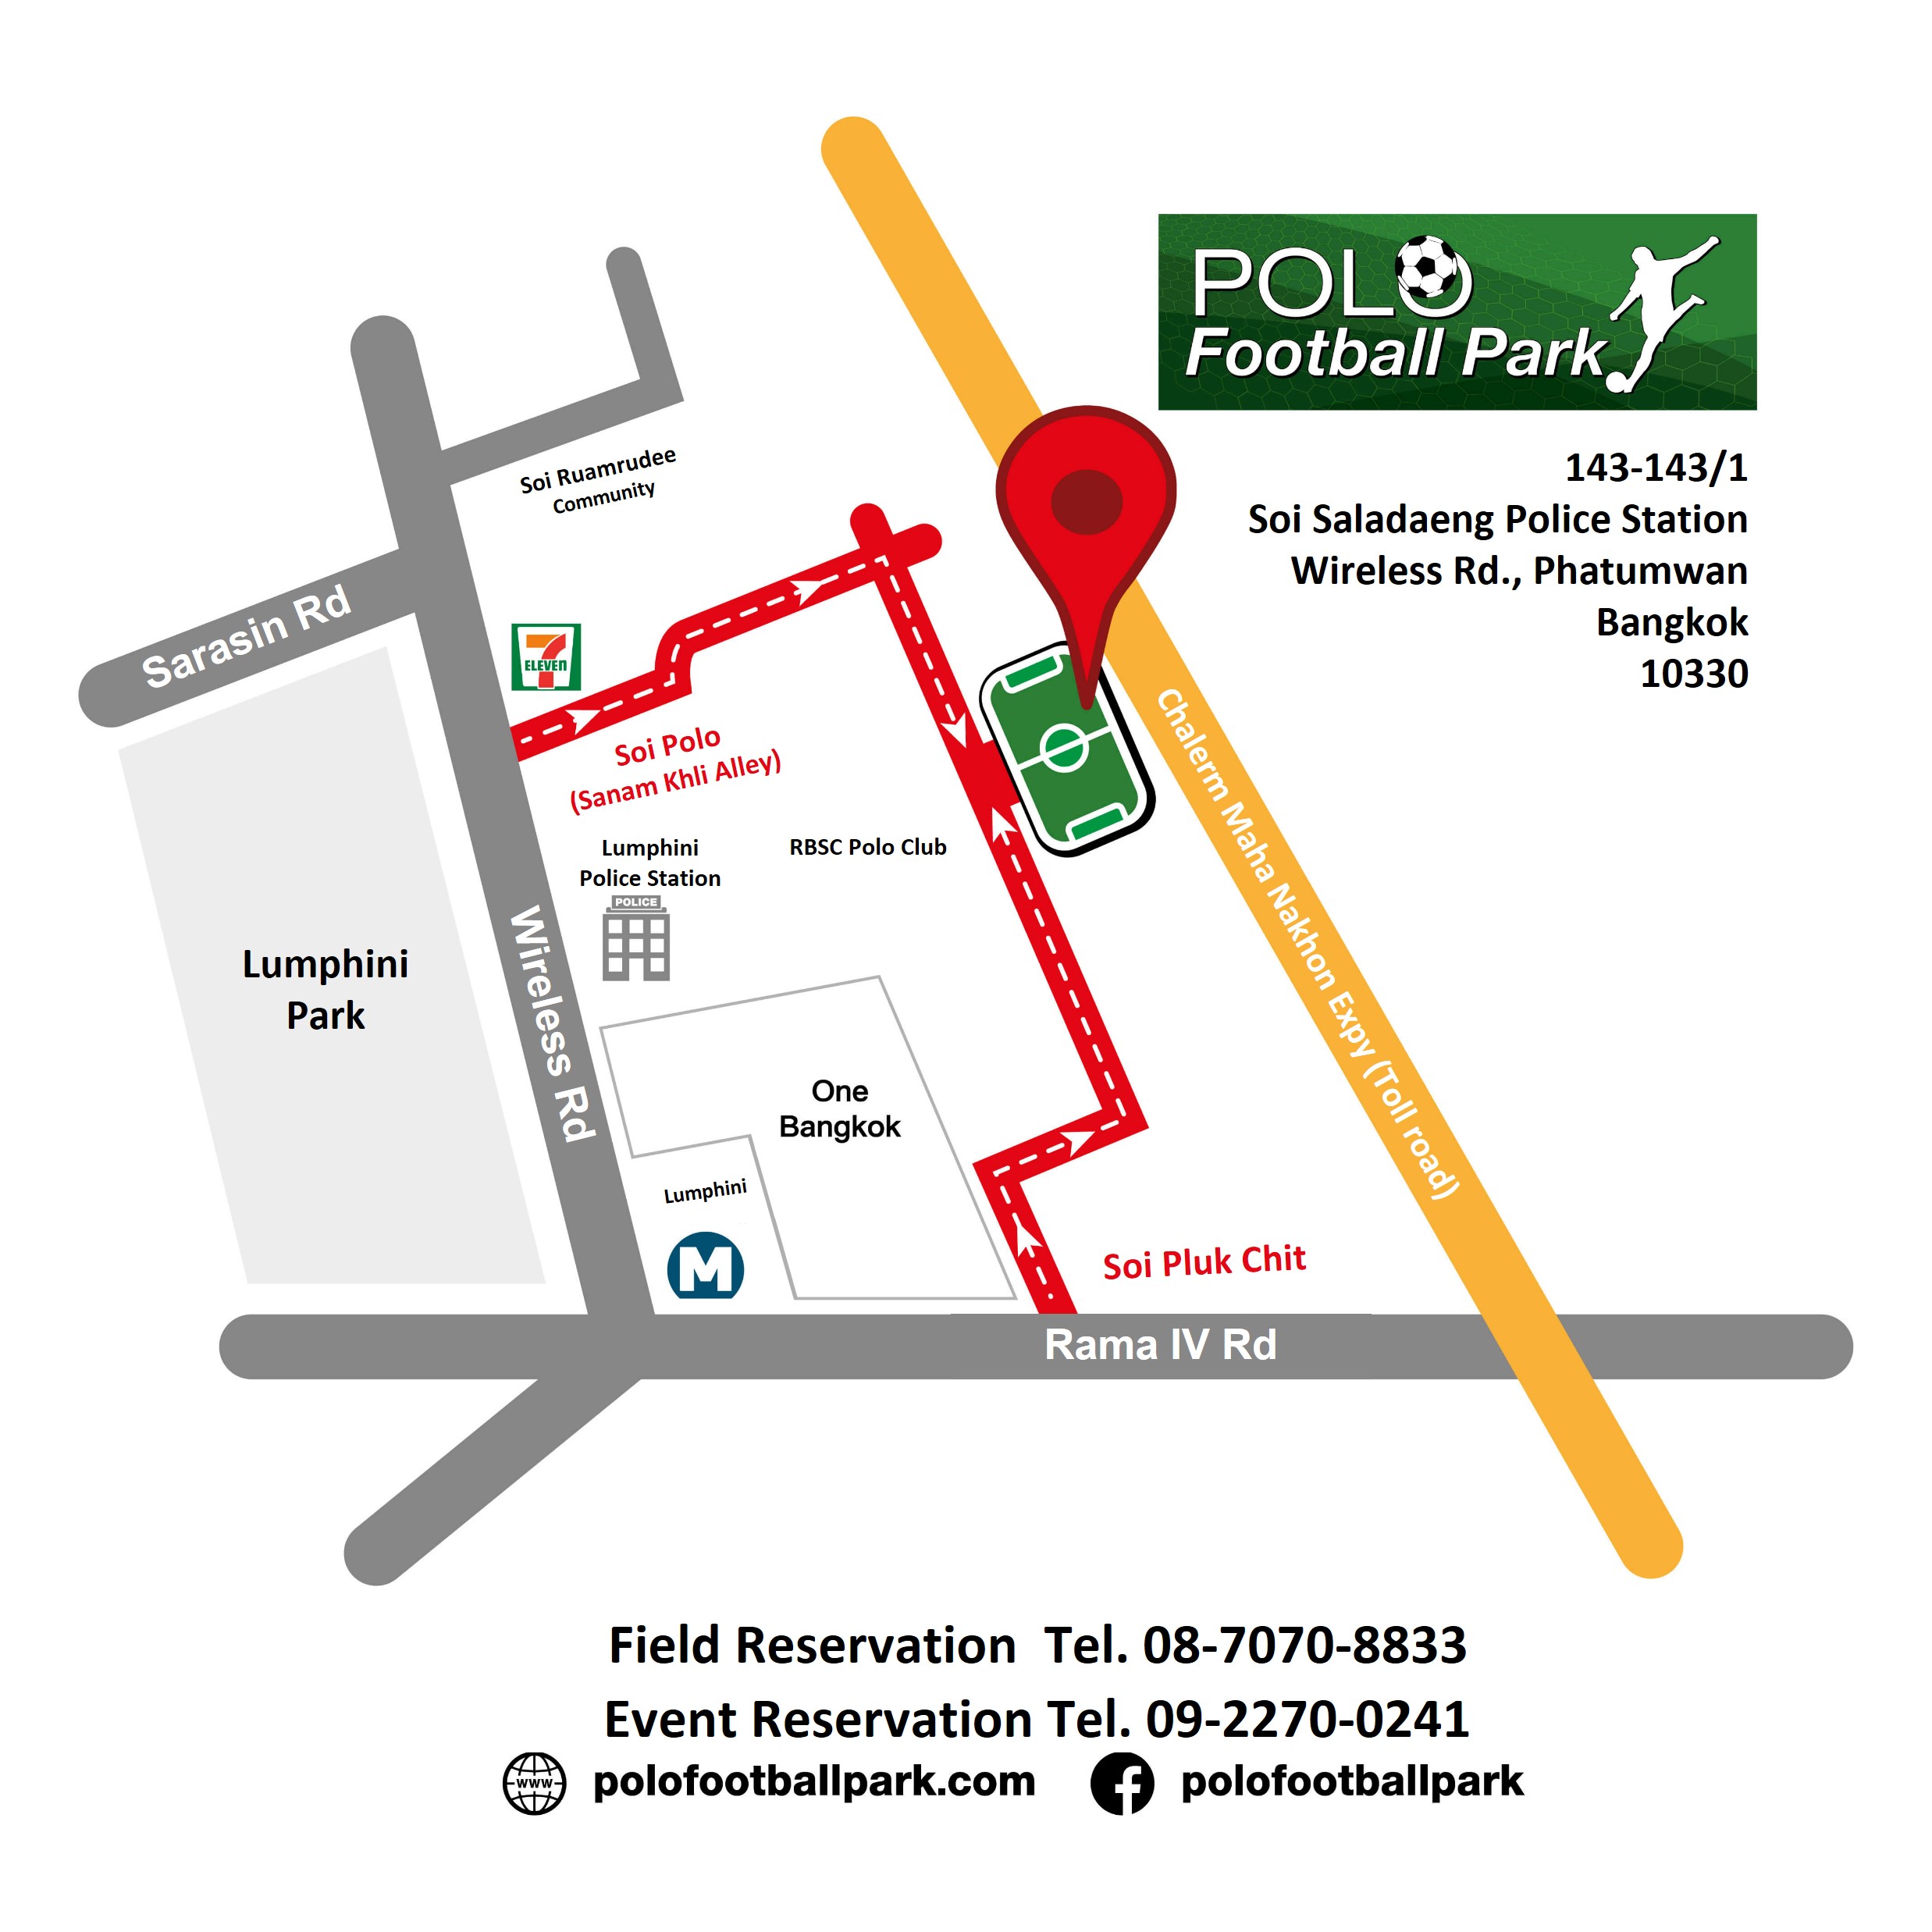 POLO
Football Park
143-143/1
Soi Saladaeng Police Station
Wireless Rd., Phatumwan
Bangkok
10330
Soi Ruamrudee
Community
Sarasin Rd
7
ELEVEN
Soi Polo
(Sanam Khli Alley)
Lumphini
Police Station
POLICE
RBSC Polo Club
Chalerm Maha Nakhon Expy (Toll road)
Lumphini
Park
Wireless Rd
One
Bangkok
Lumphini
M
Soi Pluk Chit
Rama IV Rd
Field Reservation  Tel. 08-7070-8833
Event Reservation Tel. 09-2270-0241
www polofootballpark.com f polofootballpark